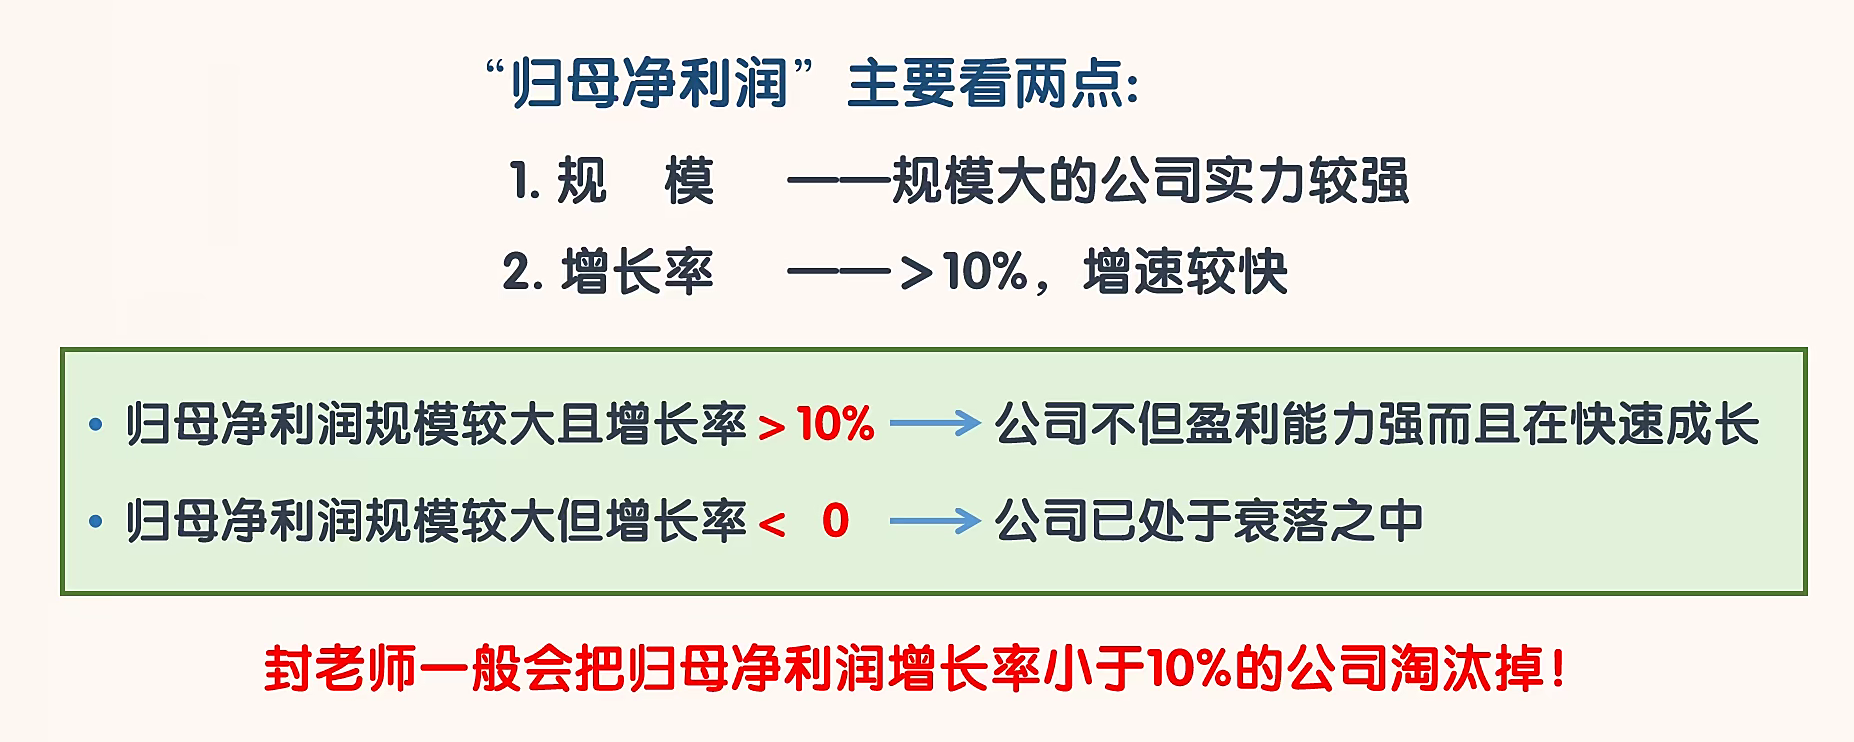 “归母净利润”主要看两点:
1. 规 模 ——规模大的公司实力较强
2. 增长率 ——>10%，增速较快
• 归母净利润规模较大且增长率>10% → 公司不但盈利能力强而且在快速成长
• 归母净利润规模较大但增长率< 0 → 公司已处于衰落之中
封老师一般会把归母净利润增长率小于10%的公司淘汰掉！